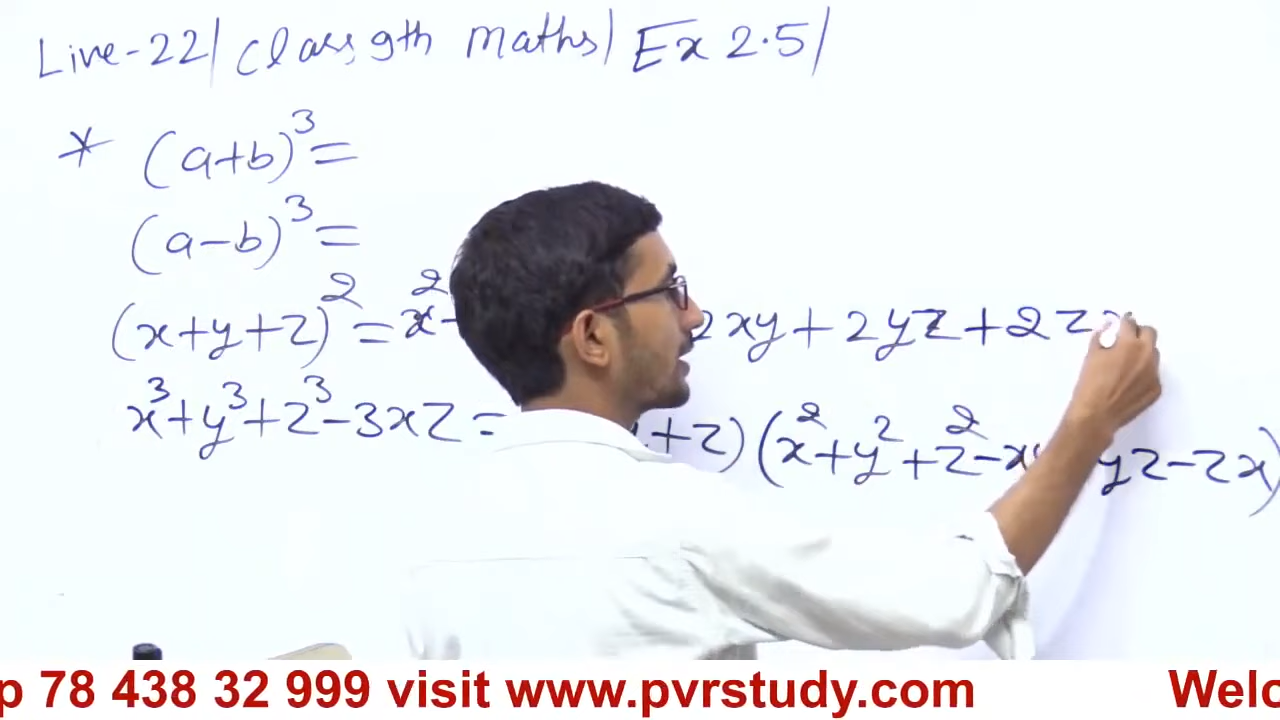 Live-22| Class 9th maths| Ex 2.5|
* (a+b)³=
(a-b)³=
(x+y+z)²=x² 2xy+2yz+2zx
x³+y³+z³-3xz= +z)(x²+y²+z²-xy yz-zx)
p 78 438 32 999 visit www.pvrstudy.com Welc